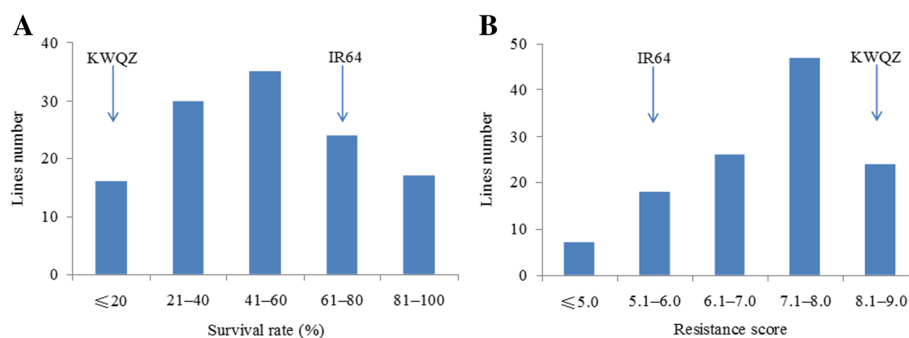 A
KWQZ
IR64
Lines number
40
30
20
10
0
≤20
21–40
41–60
61–80
81–100
Survival rate (%)
B
IR64
KWQZ
Lines number
50
40
30
20
10
0
≤5.0
5.1–6.0
6.1–7.0
7.1–8.0
8.1–9.0
Resistance score